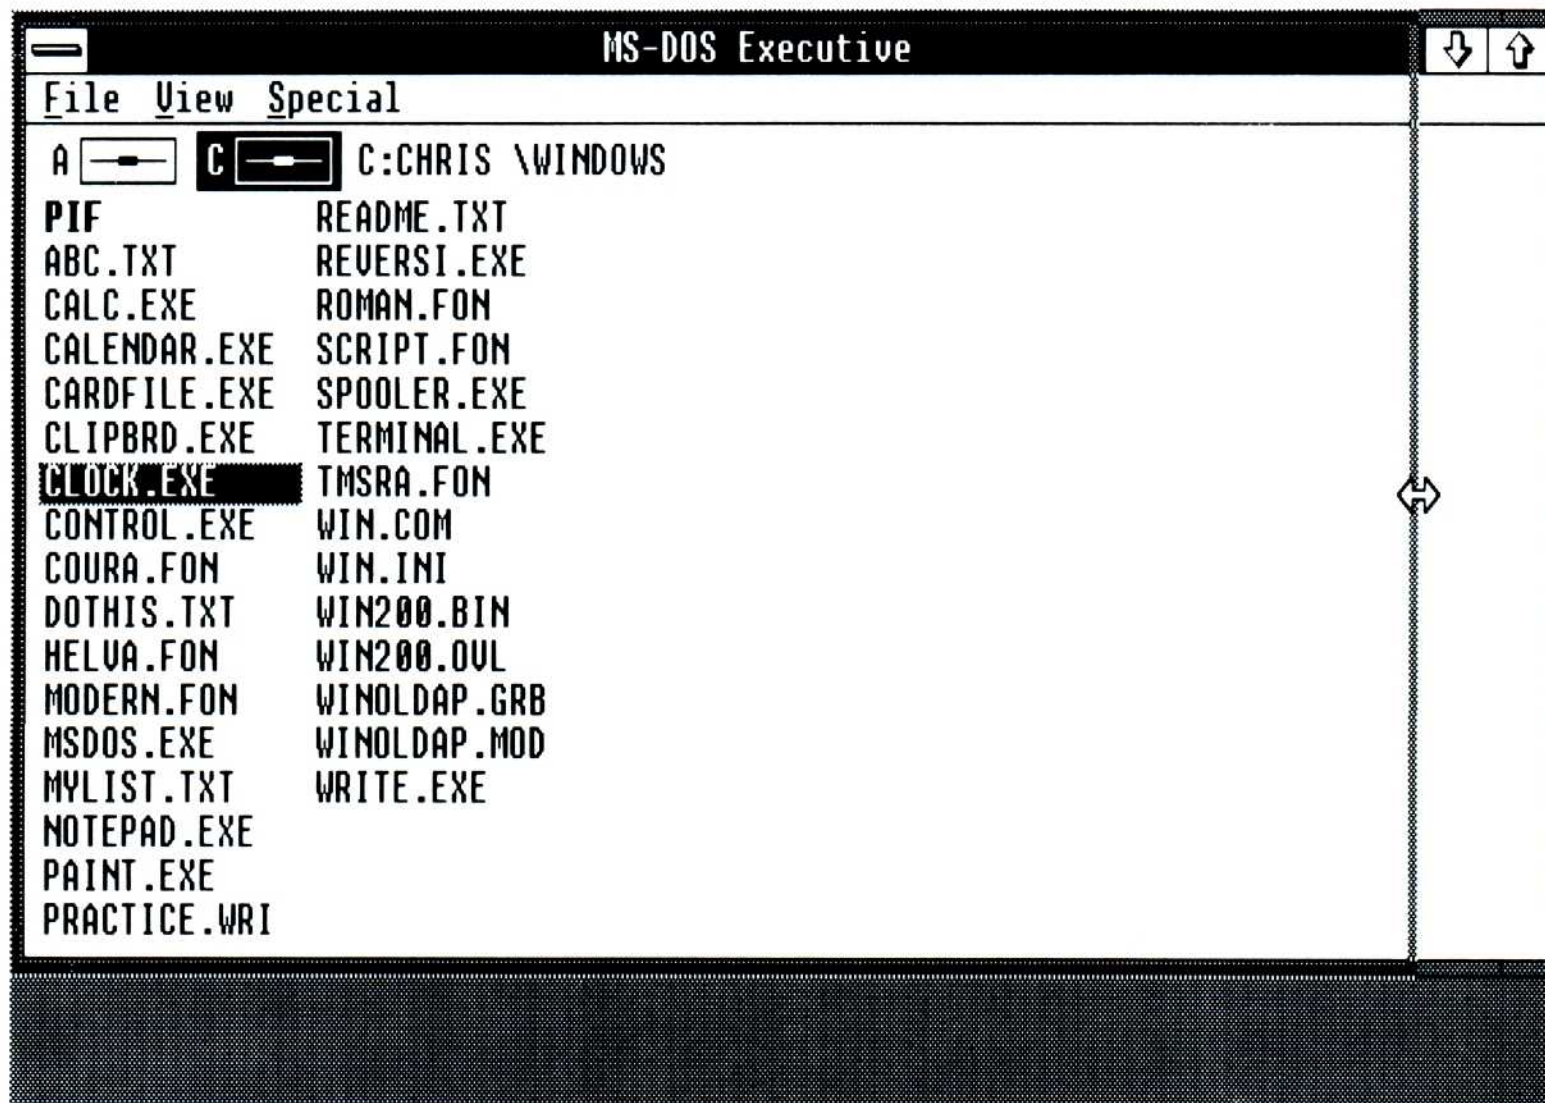 MS-DOS Executive
File View Special
A C C:CHRIS \WINDOWS
PIF
ABC.TXT
CALC.EXE
CALENDAR.EXE
CARDFILE.EXE
CLIPBRD.EXE
CLOCK.EXE
CONTROL.EXE
COURA.FON
DOTHIS.TXT
HELVA.FON
MODERN.FON
MSDOS.EXE
MYLIST.TXT
NOTEPAD.EXE
PAINT.EXE
PRACTICE.WRI
README.TXT
REVERSI.EXE
ROMAN.FON
SCRIPT.FON
SPOOLER.EXE
TERMINAL.EXE
TMSRA.FON
WIN.COM
WIN.INI
WIN200.BIN
WIN200.OVL
WINOLDAP.GRB
WINOLDAP.MOD
WRITE.EXE